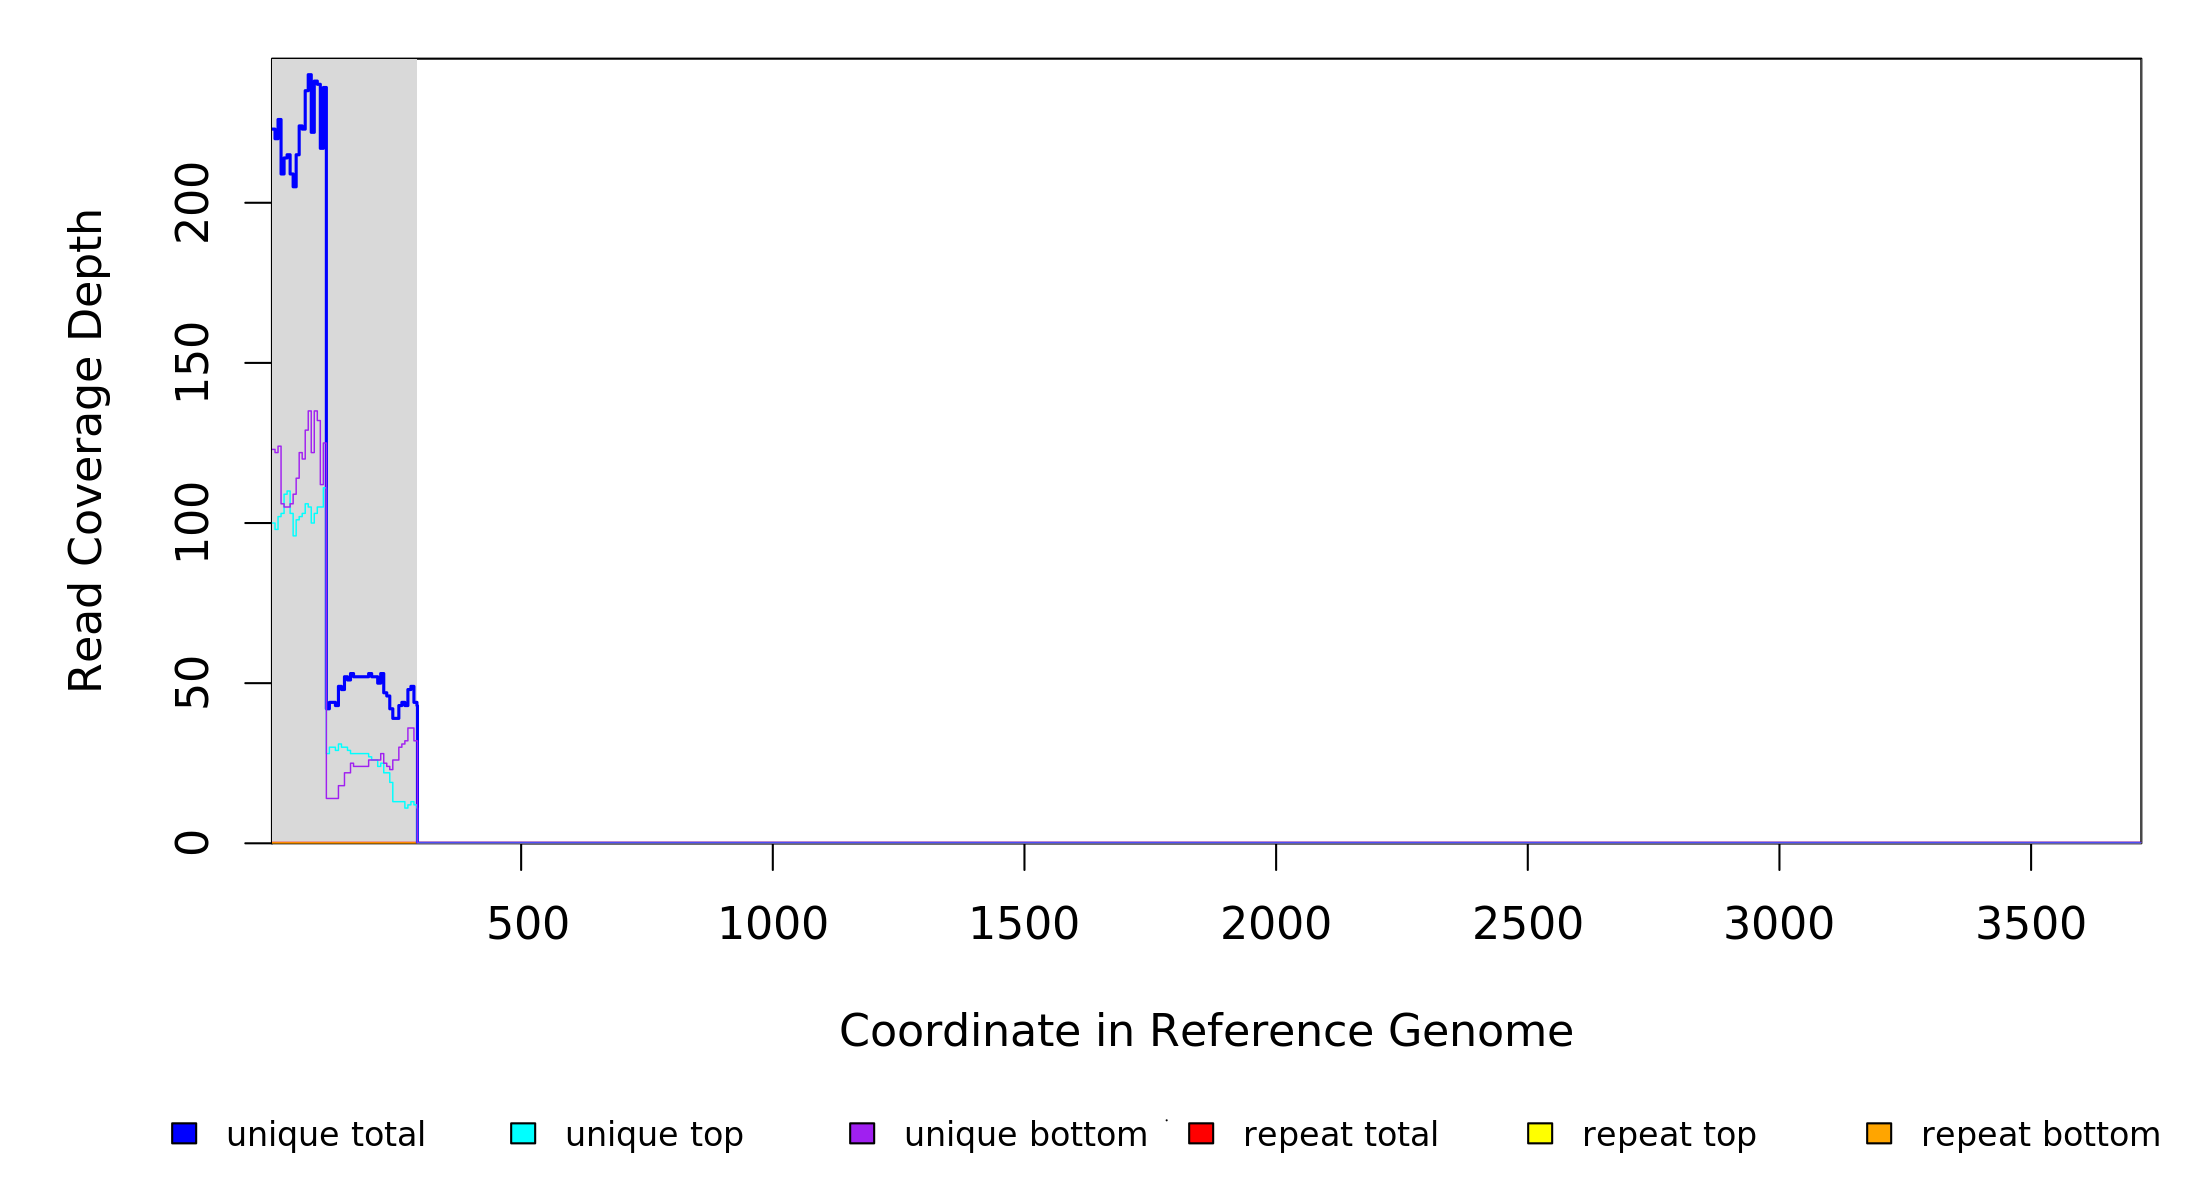 Read Coverage Depth
200
150
100
50
0
500 1000 1500 2000 2500 3000 3500
Coordinate in Reference Genome
unique total unique top unique bottom repeat total repeat top repeat bottom